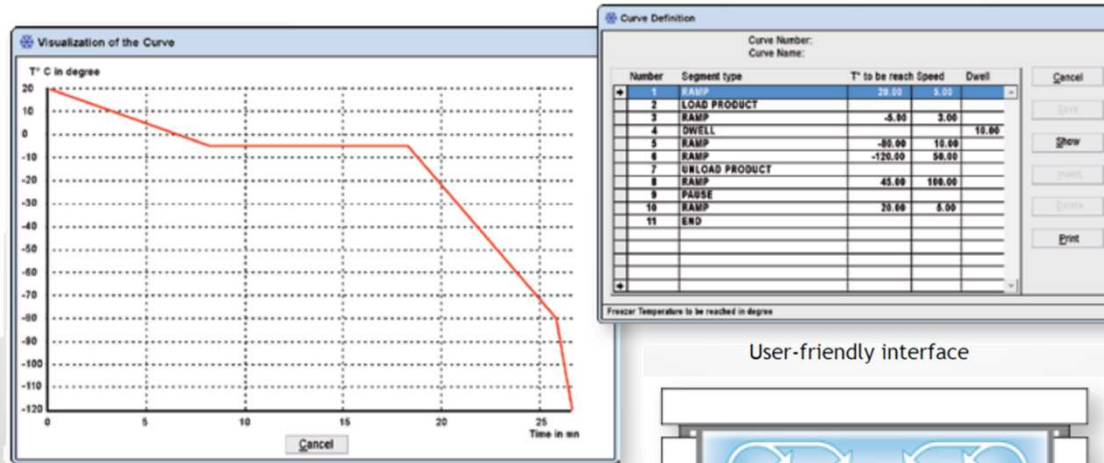 Visualization of the Curve
T° C in degree
20
10
0
-10
-20
-30
-40
-50
-60
-70
-80
-90
-100
-110
-120
0 5 10 15 20 25
Time in mn
Cancel
Curve Definition
Curve Number:
Curve Name:
Number Segment type T° to be reach Speed Dwell
1 RAMP 20.00 5.00
2 LOAD PRODUCT
3 RAMP -5.00 3.00
4 DWELL 10.00
5 RAMP -80.00 10.00
6 RAMP -120.00 50.00
7 UNLOAD PRODUCT
8 RAMP 45.00 100.00
9 PAUSE
10 RAMP 20.00 5.00
11 END
Cancel
Save
Show
Insert
Delete
Print
Freezer Temperature to be reached in degree
User-friendly interface